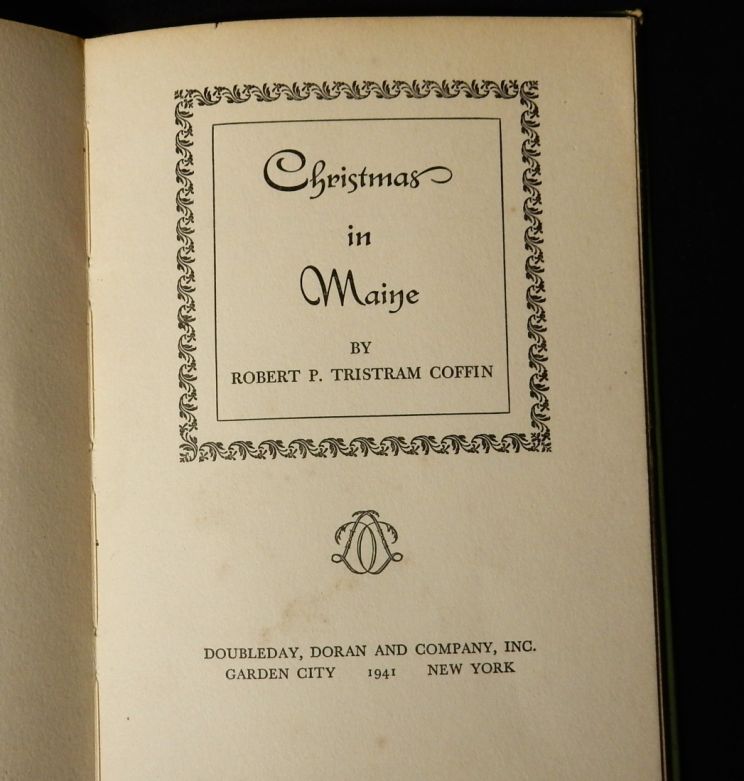 Christmas
in
Maine
BY
ROBERT P. TRISTRAM COFFIN
DOUBLEDAY, DORAN AND COMPANY, INC.
GARDEN CITY 1941 NEW YORK